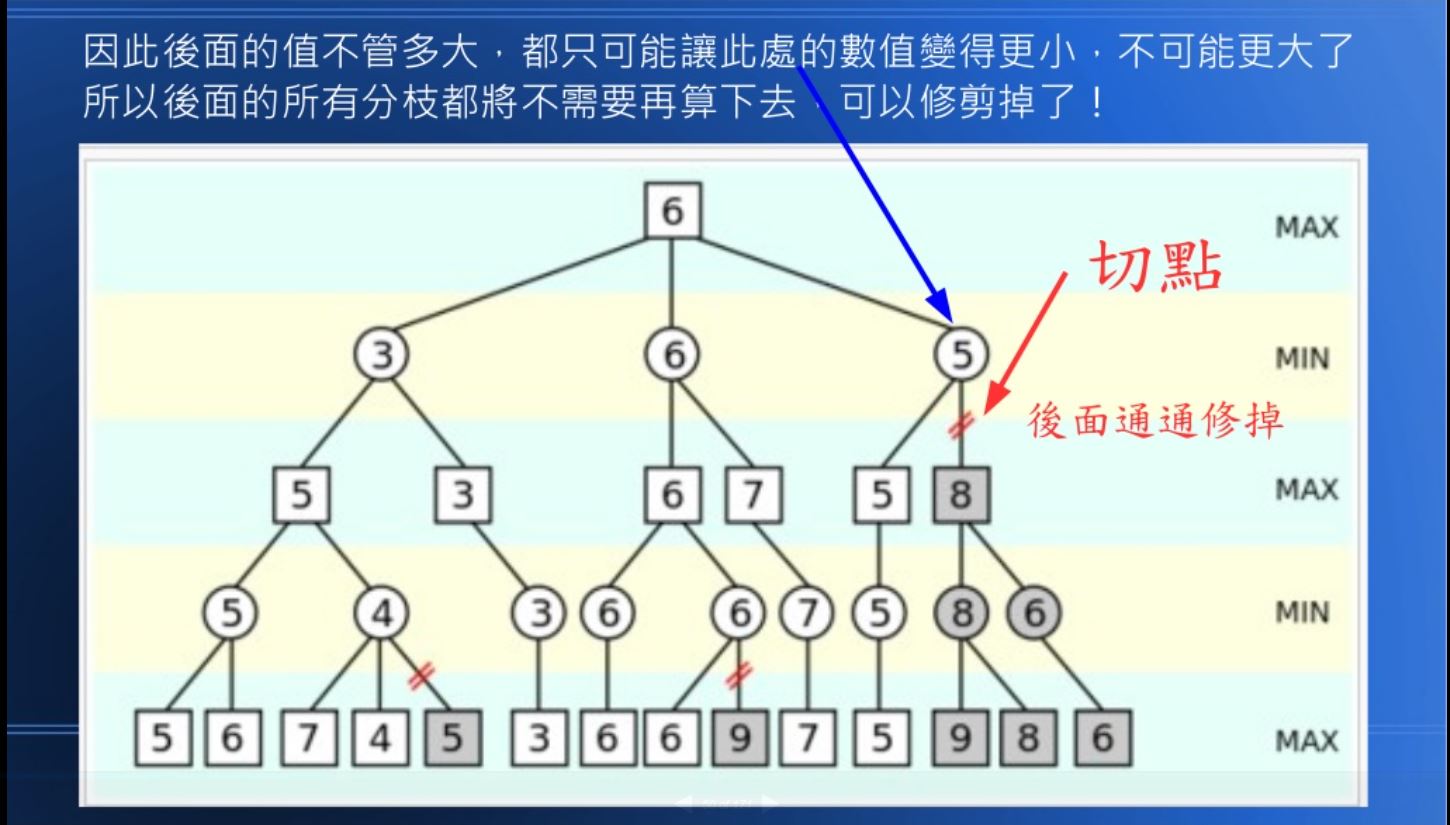 因此後面的值不管多大，都只可能讓此處的數值變得更小，不可能更大了
所以後面的所有分枝都將不需要再算下去，可以修剪掉了！
6 MAX
切點
3 6 5 MIN
後面通通修掉
5 3 6 7 5 8 MAX
5 4 3 6 6 7 5 8 6 MIN
5 6 7 4 5 3 6 6 9 7 5 9 8 6 MAX